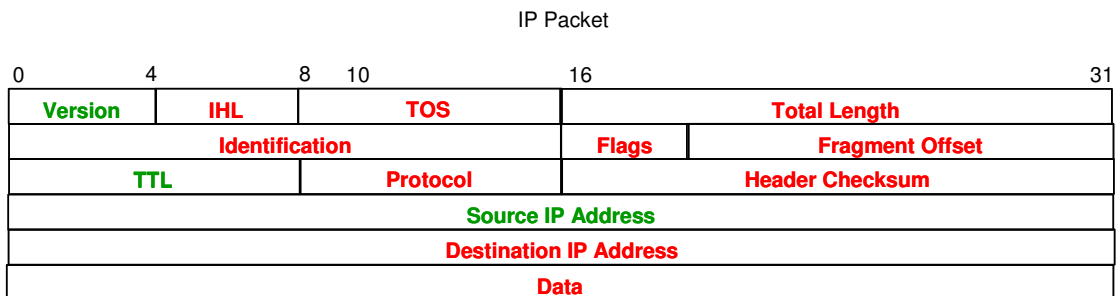 IP Packet
0 4 8 10 16 31
Version IHL TOS Total Length
Identification Flags Fragment Offset
TTL Protocol Header Checksum
Source IP Address
Destination IP Address
Data